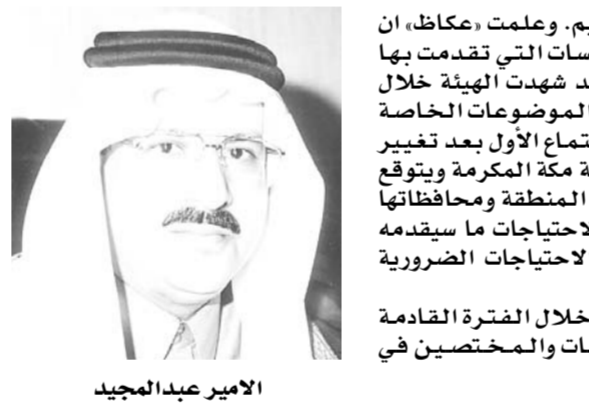 يم. وعلمت «عكاظ» ان
سات التي تقدمت بها
د شهدت الهيئة خلال
الموضوعات الخاصة
تماع الأول بعد تغيير
ة مكة المكرمة ويتوقع
المنطقة ومحافظاتها
لاحتياجات ما سيقدمه
لاحتياجات الضرورية
خلال الفترة القادمة
ات والمختصين في
الامير عبدالمجيد